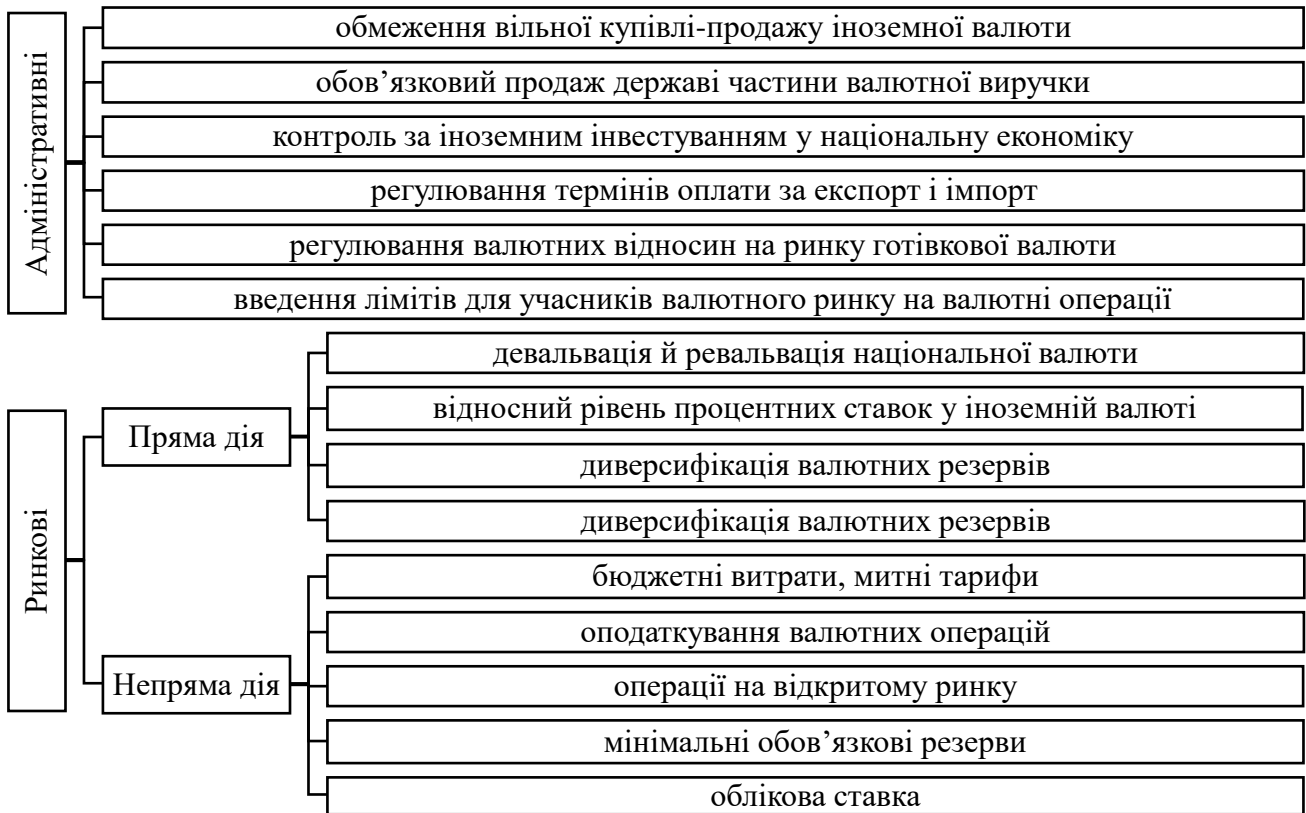 Адміністративні
обмеження вільної купівлі-продажу іноземної валюти
обов’язковий продаж державі частини валютної виручки
контроль за іноземним інвестуванням у національну економіку
регулювання термінів оплати за експорт і імпорт
регулювання валютних відносин на ринку готівкової валюти
введення лімітів для учасників валютного ринку на валютні операції
Ринкові
Пряма дія
девальвація й ревальвація національної валюти
відносний рівень процентних ставок у іноземній валюті
диверсифікація валютних резервів
диверсифікація валютних резервів
Непряма дія
бюджетні витрати, митні тарифи
оподаткування валютних операцій
операції на відкритому ринку
мінімальні обов’язкові резерви
облікова ставка